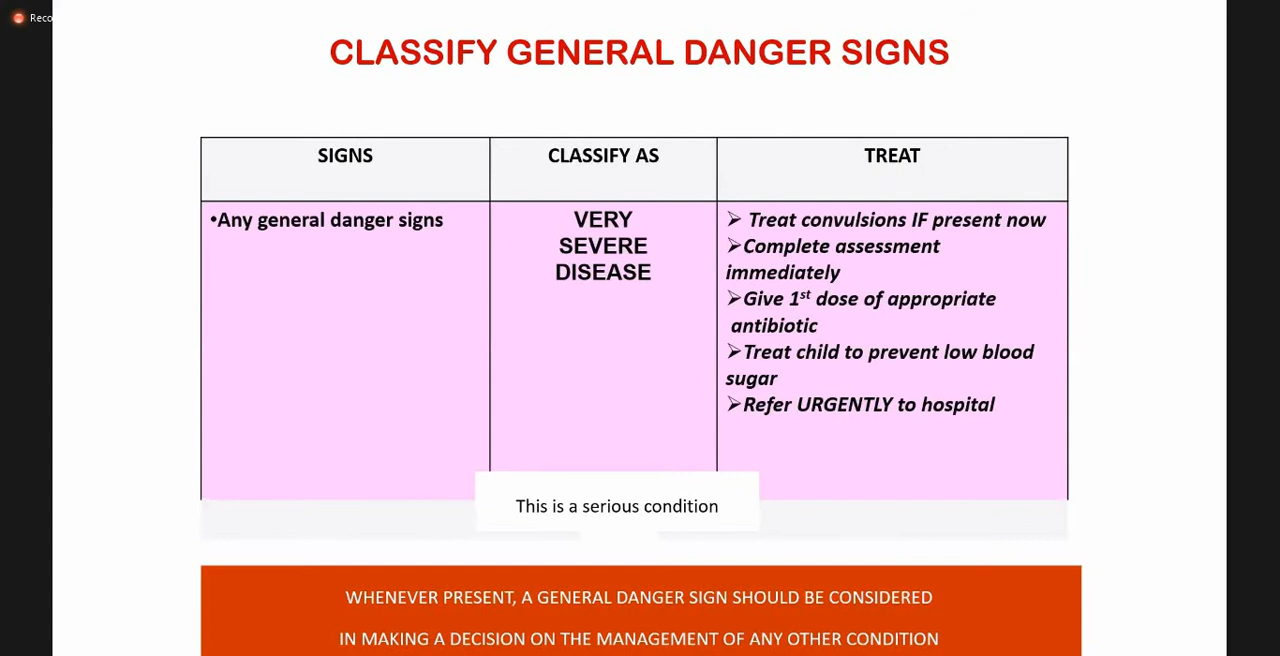 Reco
CLASSIFY GENERAL DANGER SIGNS
SIGNS
CLASSIFY AS
TREAT
•Any general danger signs
VERY
SEVERE
DISEASE
➢ Treat convulsions IF present now
➢Complete assessment
immediately
➢Give 1st dose of appropriate
antibiotic
➢Treat child to prevent low blood
sugar
➢Refer URGENTLY to hospital
This is a serious condition
WHENEVER PRESENT, A GENERAL DANGER SIGN SHOULD BE CONSIDERED
IN MAKING A DECISION ON THE MANAGEMENT OF ANY OTHER CONDITION